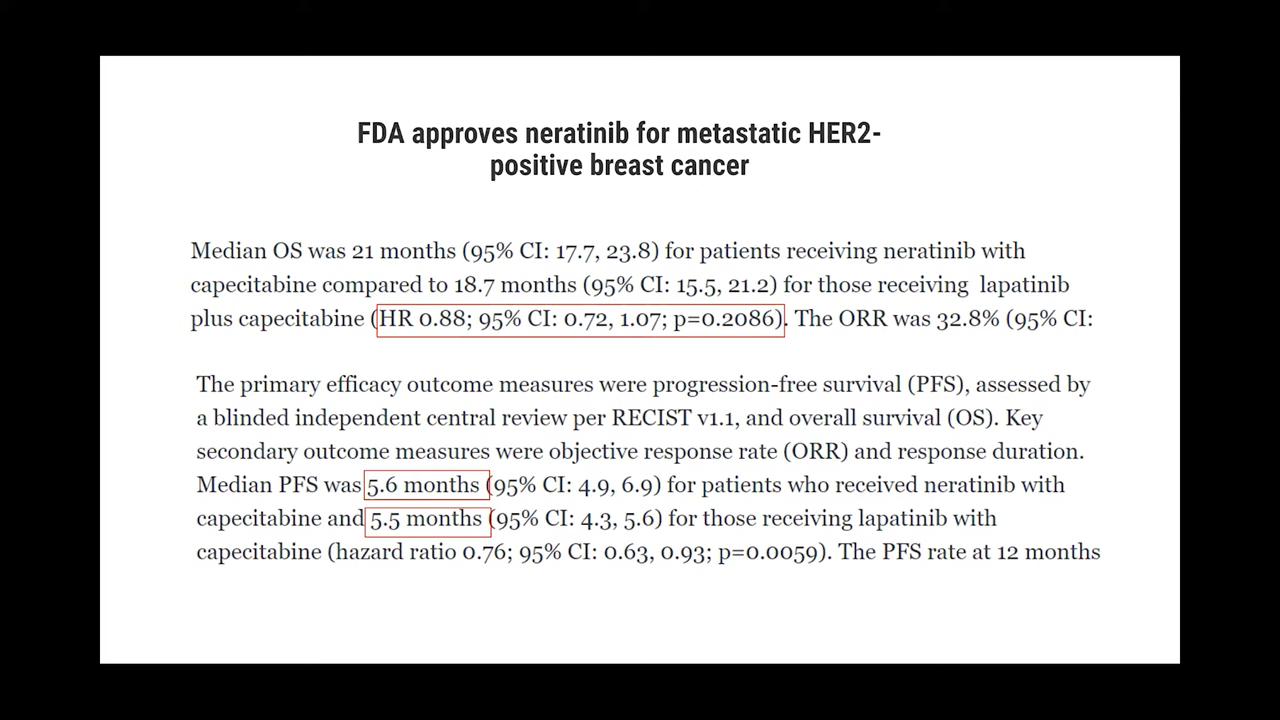 FDA approves neratinib for metastatic HER2-
positive breast cancer
Median OS was 21 months (95% CI: 17.7, 23.8) for patients receiving neratinib with
capecitabine compared to 18.7 months (95% CI: 15.5, 21.2) for those receiving lapatinib
plus capecitabine (HR 0.88; 95% CI: 0.72, 1.07; p=0.2086). The ORR was 32.8% (95% CI:
The primary efficacy outcome measures were progression-free survival (PFS), assessed by
a blinded independent central review per RECIST v1.1, and overall survival (OS). Key
secondary outcome measures were objective response rate (ORR) and response duration.
Median PFS was 5.6 months (95% CI: 4.9, 6.9) for patients who received neratinib with
capecitabine and 5.5 months (95% CI: 4.3, 5.6) for those receiving lapatinib with
capecitabine (hazard ratio 0.76; 95% CI: 0.63, 0.93; p=0.0059). The PFS rate at 12 months